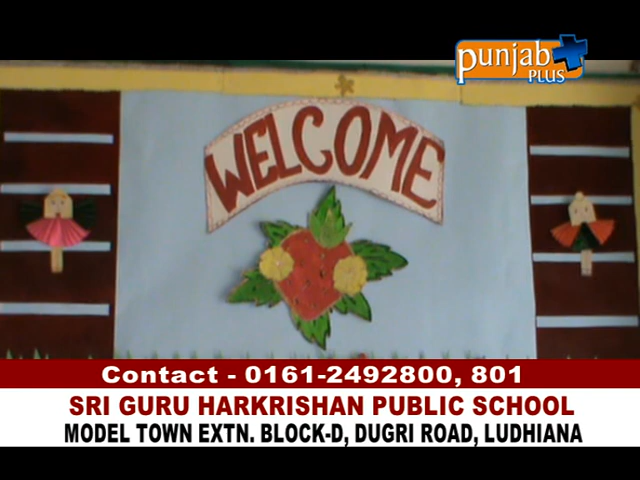 punjab
PLUS
WELCOME
Contact - 0161-2492800, 801
SRI GURU HARKRISHAN PUBLIC SCHOOL
MODEL TOWN EXTN. BLOCK-D, DUGRI ROAD, LUDHIANA